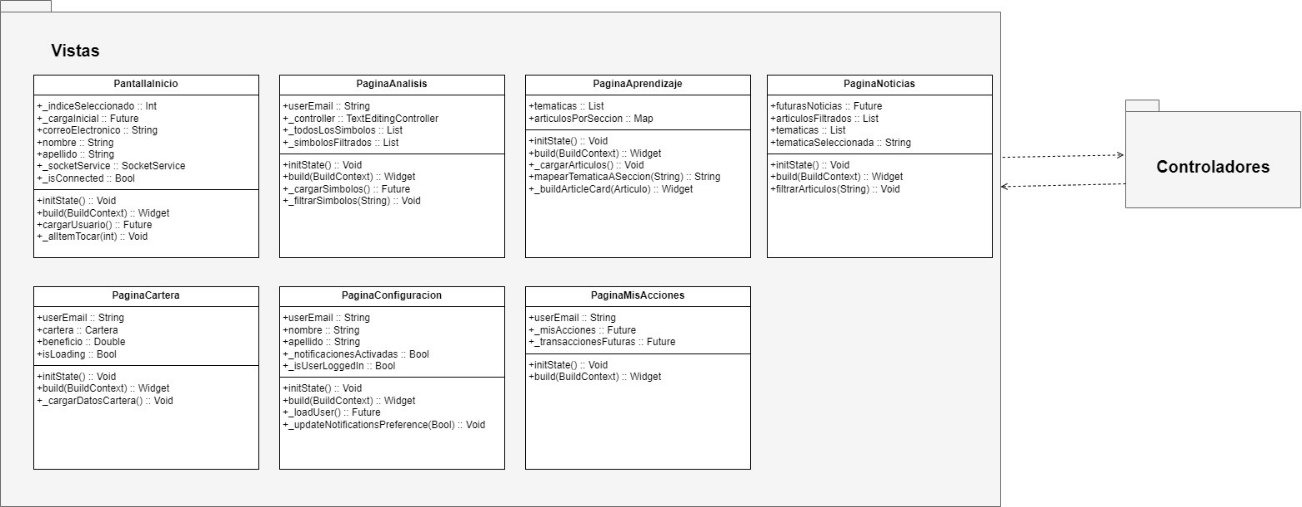 Vistas
PantallaInicio
+_indiceSeleccionado :: Int
+_cargaInicial :: Future
+correoElectronico :: String
+nombre :: String
+apellido :: String
+_socketService :: SocketService
+_isConnected :: Bool
+initState() :: Void
+build(BuildContext) :: Widget
+cargarUsuario() :: Future
+_alItemTocar(int) :: Void
PaginaAnalisis
+userEmail :: String
+_controller :: TextEditingController
+_todosLosSimbolos :: List
+_simbolosFiltrados :: List
+initState() :: Void
+build(BuildContext) :: Widget
+_cargarSimbolos() :: Future
+_filtrarSimbolos(String) :: Void
PaginaAprendizaje
+tematicas :: List
+articulosPorSeccion :: Map
+initState() :: Void
+build(BuildContext) :: Widget
+_cargarArticulos() :: Void
+mapearTematicaASeccion(String) :: String
+_buildArticleCard(Articulo) :: Widget
PaginaNoticias
+futurasNoticias :: Future
+articulosFiltrados :: List
+tematicas :: List
+tematicaSeleccionada :: String
+initState() :: Void
+build(BuildContext) :: Widget
+filtrarArticulos(String) :: Void
Controladores
PaginaCartera
+userEmail :: String
+cartera :: Cartera
+beneficio :: Double
+isLoading :: Bool
+initState() :: Void
+build(BuildContext) :: Widget
+_cargarDatosCartera() :: Void
PaginaConfiguracion
+userEmail :: String
+nombre :: String
+apellido :: String
+_notificacionesActivadas :: Bool
+_isUserLoggedIn :: Bool
+initState() :: Void
+build(BuildContext) :: Widget
+_loadUser() :: Future
+_updateNotificationsPreference(Bool) :: Void
PaginaMisAcciones
+userEmail :: String
+_misAcciones :: Future
+_transaccionesFuturas :: Future
+initState() :: Void
+build(BuildContext) :: Widget